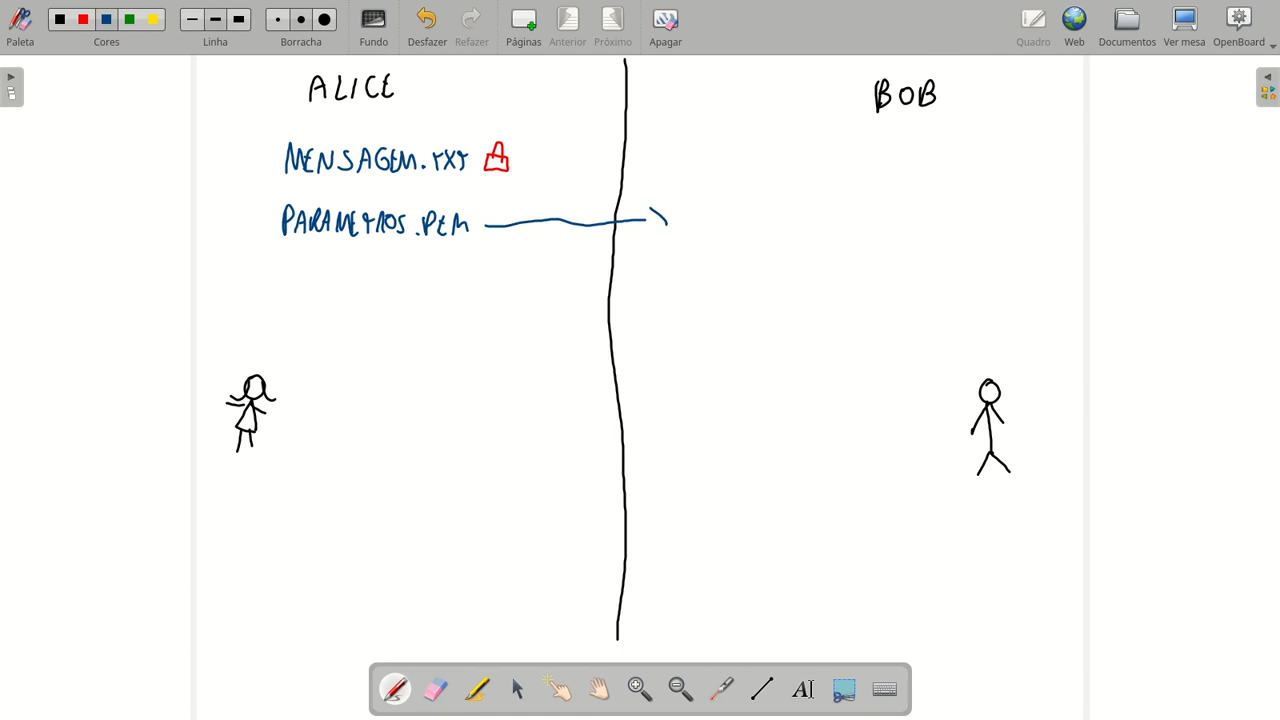 Paleta
Cores
Linha
Borracha
Fundo
Desfazer
Refazer
Páginas
Anterior
Próximo
Apagar
Quadro
Web
Documentos
Ver mesa
OpenBoard
ALICE
BOB
MENSAGEM.TXT
PARAMETROS.PEM